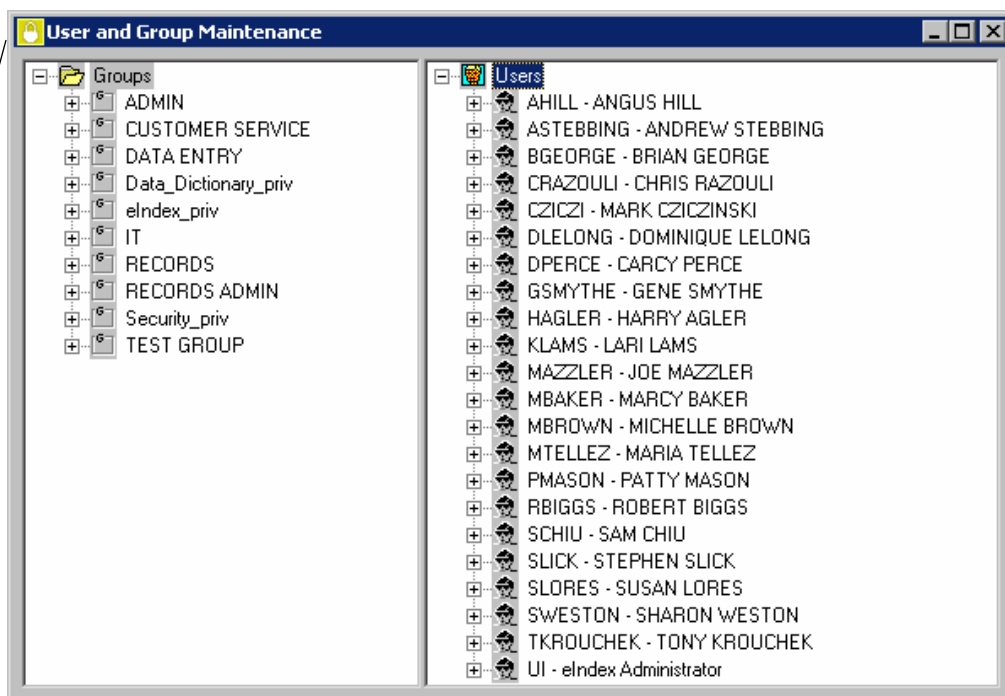 User and Group Maintenance
Groups
ADMIN
CUSTOMER SERVICE
DATA ENTRY
Data_Dictionary_priv
eIndex_priv
IT
RECORDS
RECORDS ADMIN
Security_priv
TEST GROUP
Users
AHILL - ANGUS HILL
ASTEBBING - ANDREW STEBBING
BGEORGE - BRIAN GEORGE
CRAZOULI - CHRIS RAZOULI
CZICZI - MARK CZICZINSKI
DLELONG - DOMINIQUE LELONG
DPERCE - CARCY PERCE
GSMYTHE - GENE SMYTHE
HAGLER - HARRY AGLER
KLAMS - LARI LAMS
MAZZLER - JOE MAZZLER
MBAKER - MARCY BAKER
MBROWN - MICHELLE BROWN
MTELLEZ - MARIA TELLEZ
PMASON - PATTY MASON
RBIGGS - ROBERT BIGGS
SCHIU - SAM CHIU
SLICK - STEPHEN SLICK
SLORES - SUSAN LORES
SWESTON - SHARON WESTON
TKROUCHEK - TONY KROUCHEK
UI - eIndex Administrator